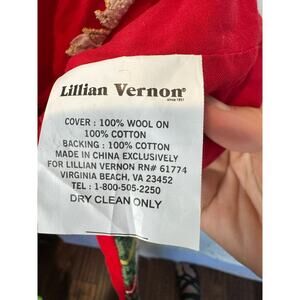 Lillian Vernon®
since 1951
COVER : 100% WOOL ON
100% COTTON
BACKING : 100% COTTON
MADE IN CHINA EXCLUSIVELY
FOR LILLIAN VERNON RN# 61774
VIRGINIA BEACH, VA 23452
TEL : 1-800-505-2250
DRY CLEAN ONLY